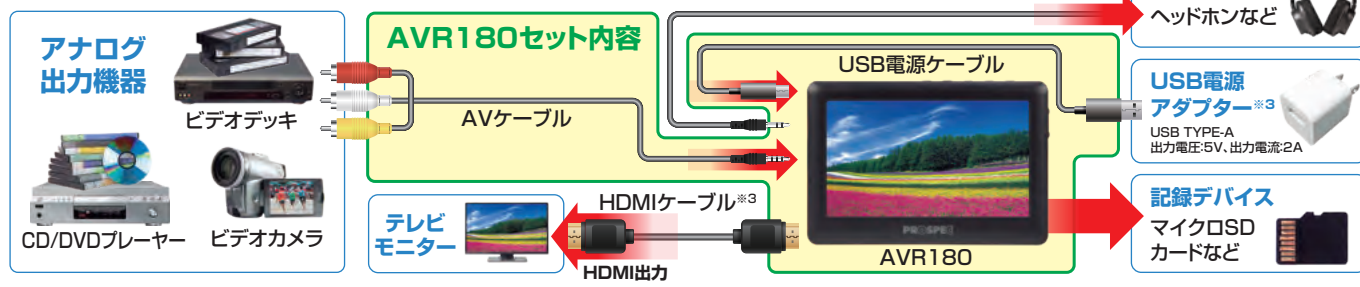 アナログ
出力機器
ビデオデッキ
CD/DVDプレーヤー
ビデオカメラ
AVR180セット内容
AVケーブル
USB電源ケーブル
ヘッドホンなど
USB電源
アダプター※3
USB TYPE-A
出力電圧:5V、出力電流:2A
テレビ
モニター
HDMIケーブル※3
HDMI出力
PROSPEC
AVR180
記録デバイス
マイクロSD
カードなど